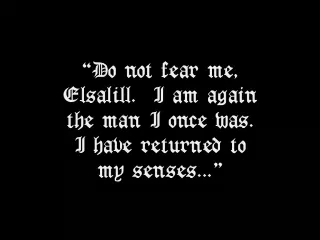 “Do not fear me,
Elsalill.  I am again
the man I once was.
I have returned to
my senses...”